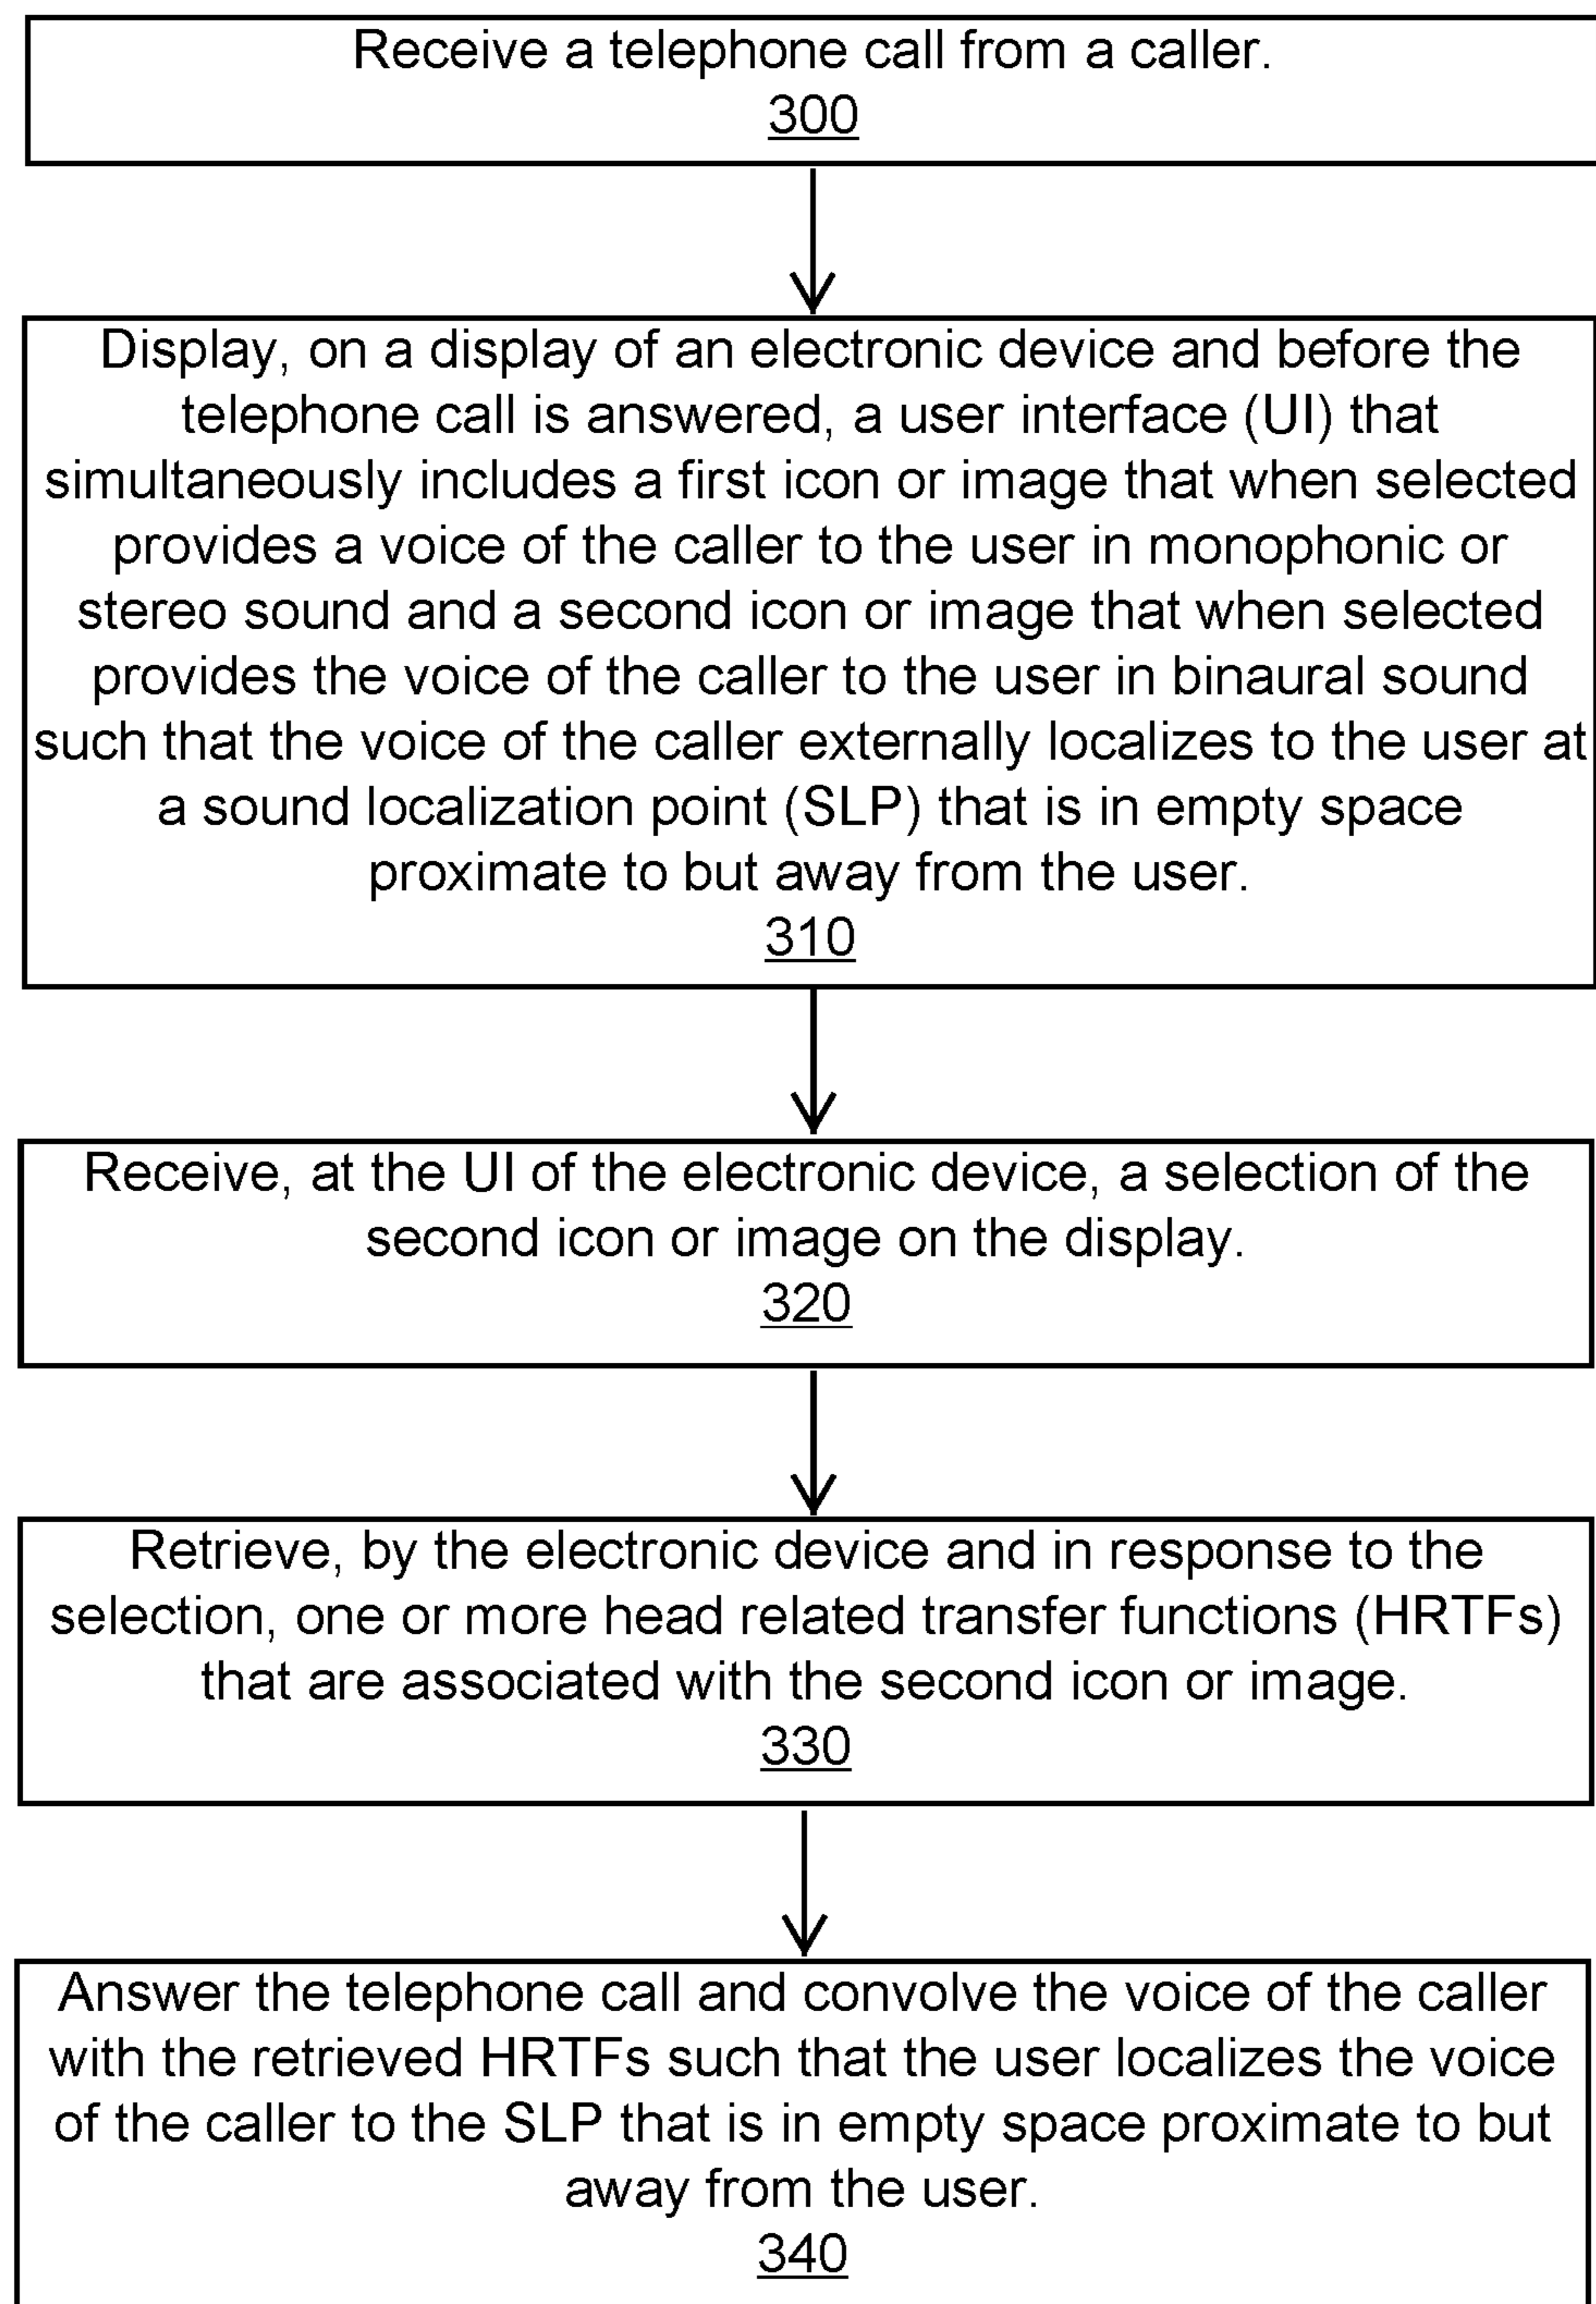 Receive a telephone call from a caller.
300
Display, on a display of an electronic device and before the
telephone call is answered, a user interface (UI) that
simultaneously includes a first icon or image that when selected
provides a voice of the caller to the user in monophonic or
stereo sound and a second icon or image that when selected
provides the voice of the caller to the user in binaural sound
such that the voice of the caller externally localizes to the user at
a sound localization point (SLP) that is in empty space
proximate to but away from the user.
310
Receive, at the UI of the electronic device, a selection of the
second icon or image on the display.
320
Retrieve, by the electronic device and in response to the
selection, one or more head related transfer functions (HRTFs)
that are associated with the second icon or image.
330
Answer the telephone call and convolve the voice of the caller
with the retrieved HRTFs such that the user localizes the voice
of the caller to the SLP that is in empty space proximate to but
away from the user.
340